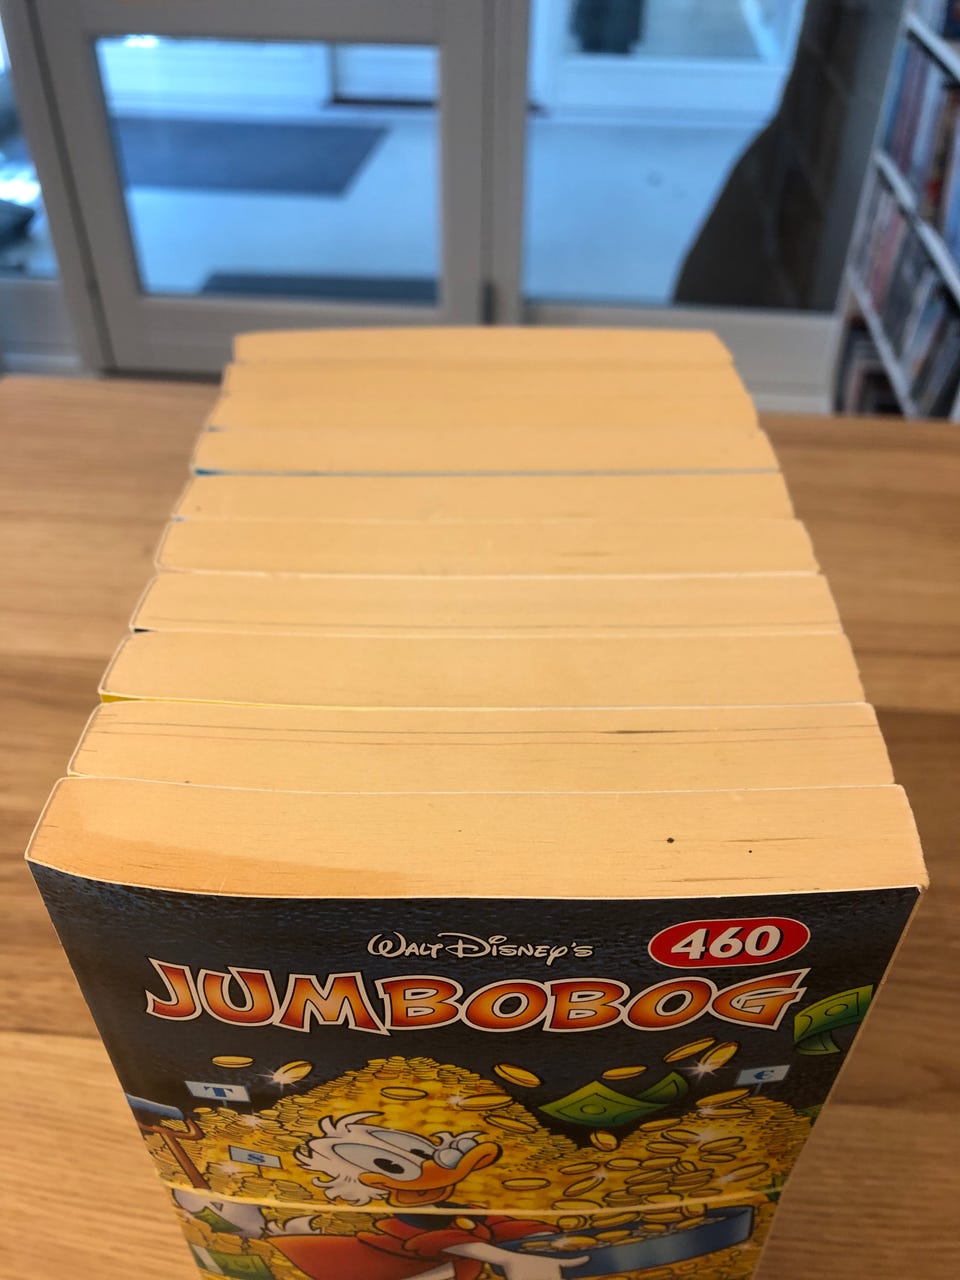 WALT DISNEY'S
460
JUMBOBOG
T
€
$